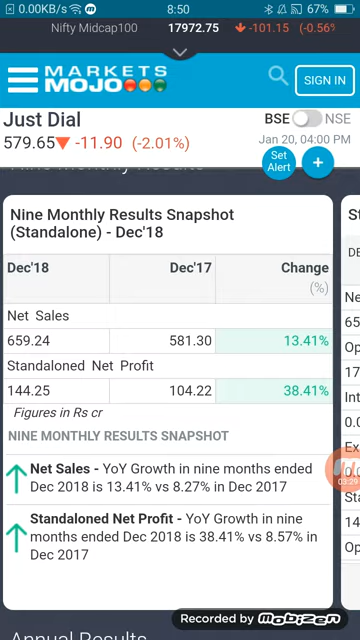 0.00KB/s 8:50 67%
Nifty Midcap100 17972.75 -101.15 (-0.56%
MARKETS
MOJO
SIGN IN
Just Dial
BSE NSE
579.65 -11.90 (-2.01%)
Jan 20, 04:00 PM
Set
Alert
+
Nine Monthly Results Snapshot
(Standalone) - Dec'18
Dec'18 Dec'17 Change
(%)
Net Sales
659.24 581.30 13.41%
Standaloned Net Profit
144.25 104.22 38.41%
Figures in Rs cr
NINE MONTHLY RESULTS SNAPSHOT
Net Sales - YoY Growth in nine months ended
Dec 2018 is 13.41% vs 8.27% in Dec 2017
Standaloned Net Profit - YoY Growth in nine
months ended Dec 2018 is 38.41% vs 8.57% in
Dec 2017
03:29
Recorded by MOBIZEN
Annual Results